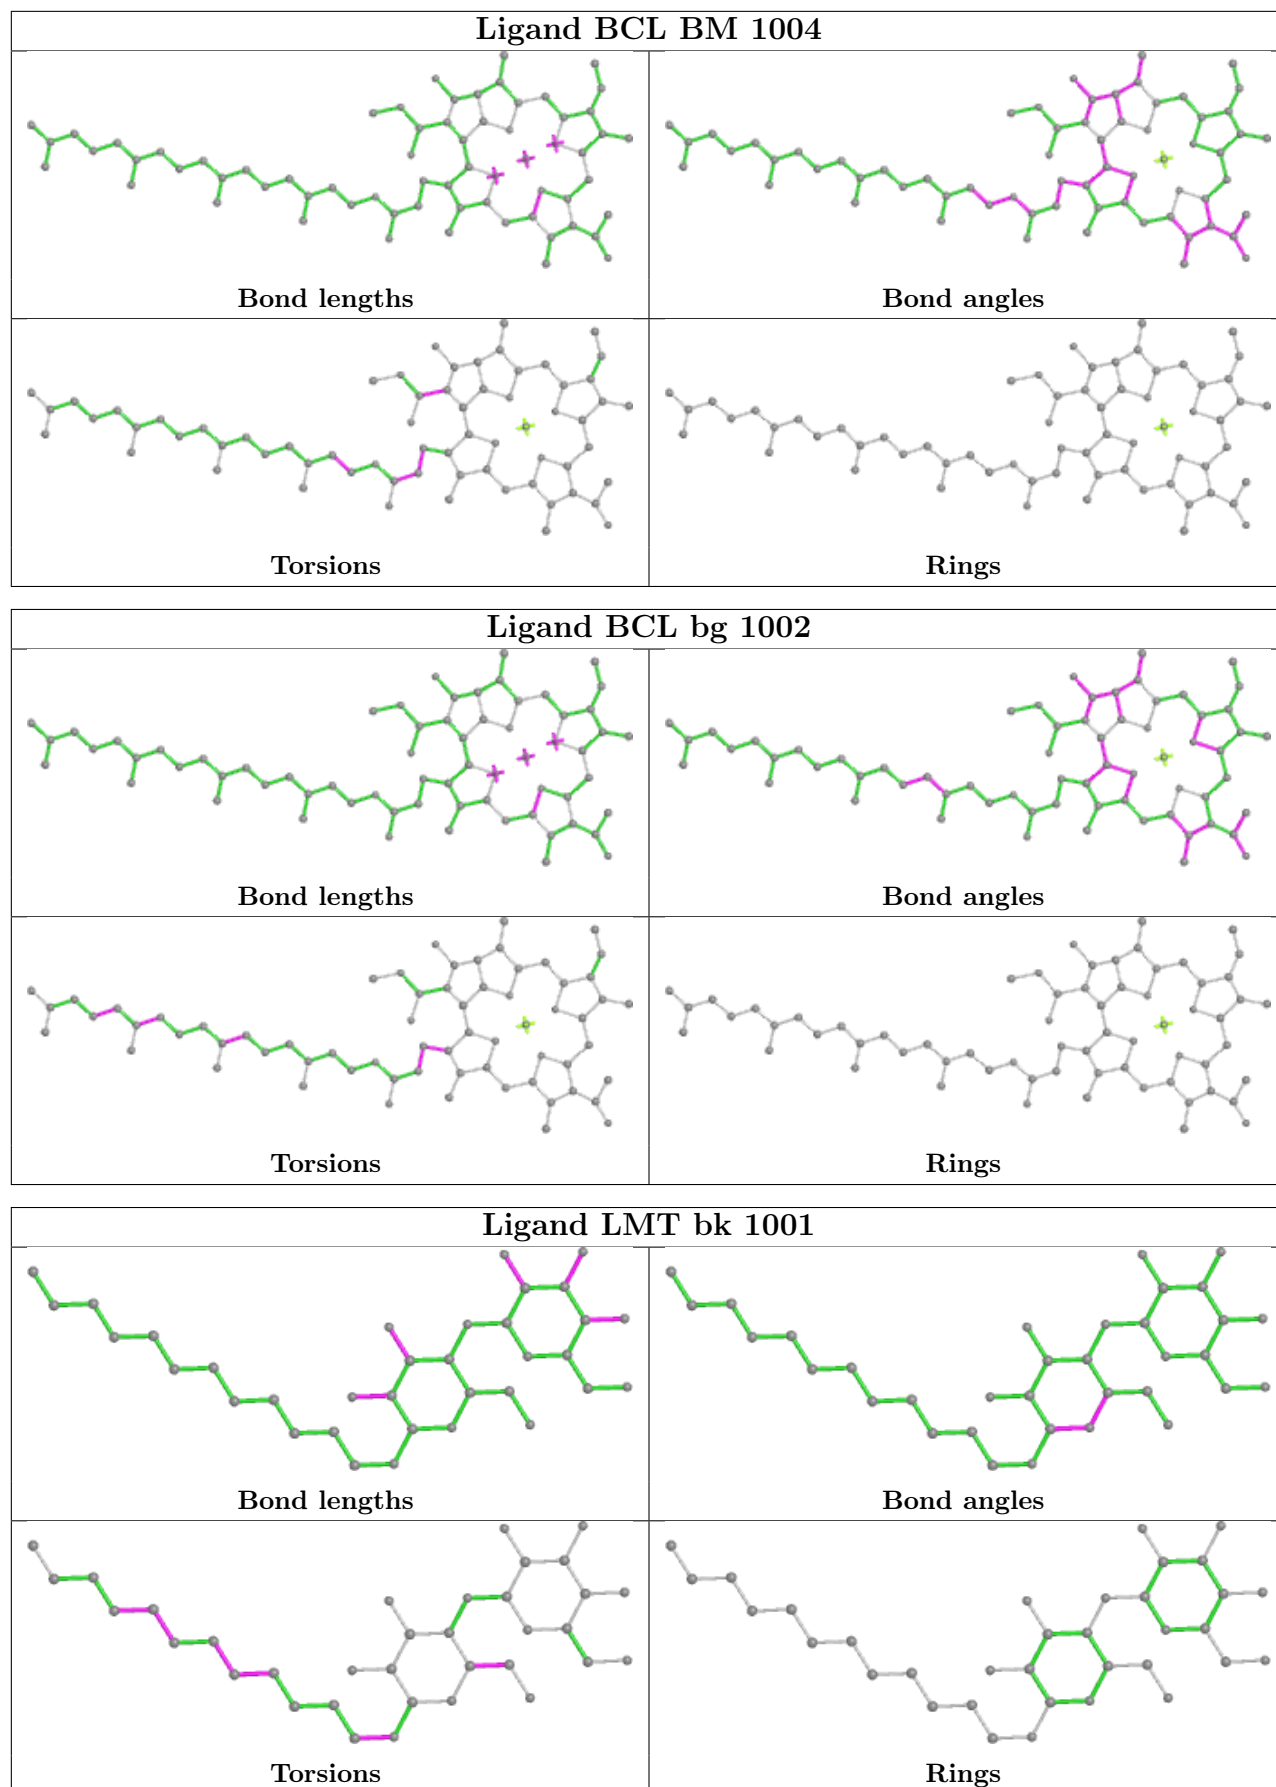 Ligand BCL BM 1004
Bond lengths
Bond angles
Torsions
Rings
Ligand BCL bg 1002
Bond lengths
Bond angles
Torsions
Rings
Ligand LMT bk 1001
Bond lengths
Bond angles
Torsions
Rings